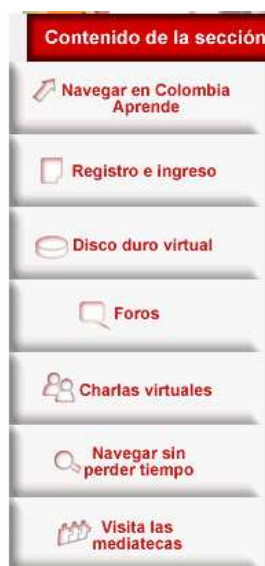 Contenido de la sección
Navegar en Colombia
Aprende
Registro e ingreso
Disco duro virtual
Foros
Charlas virtuales
Navegar sin
perder tiempo
Visita las
mediatecas